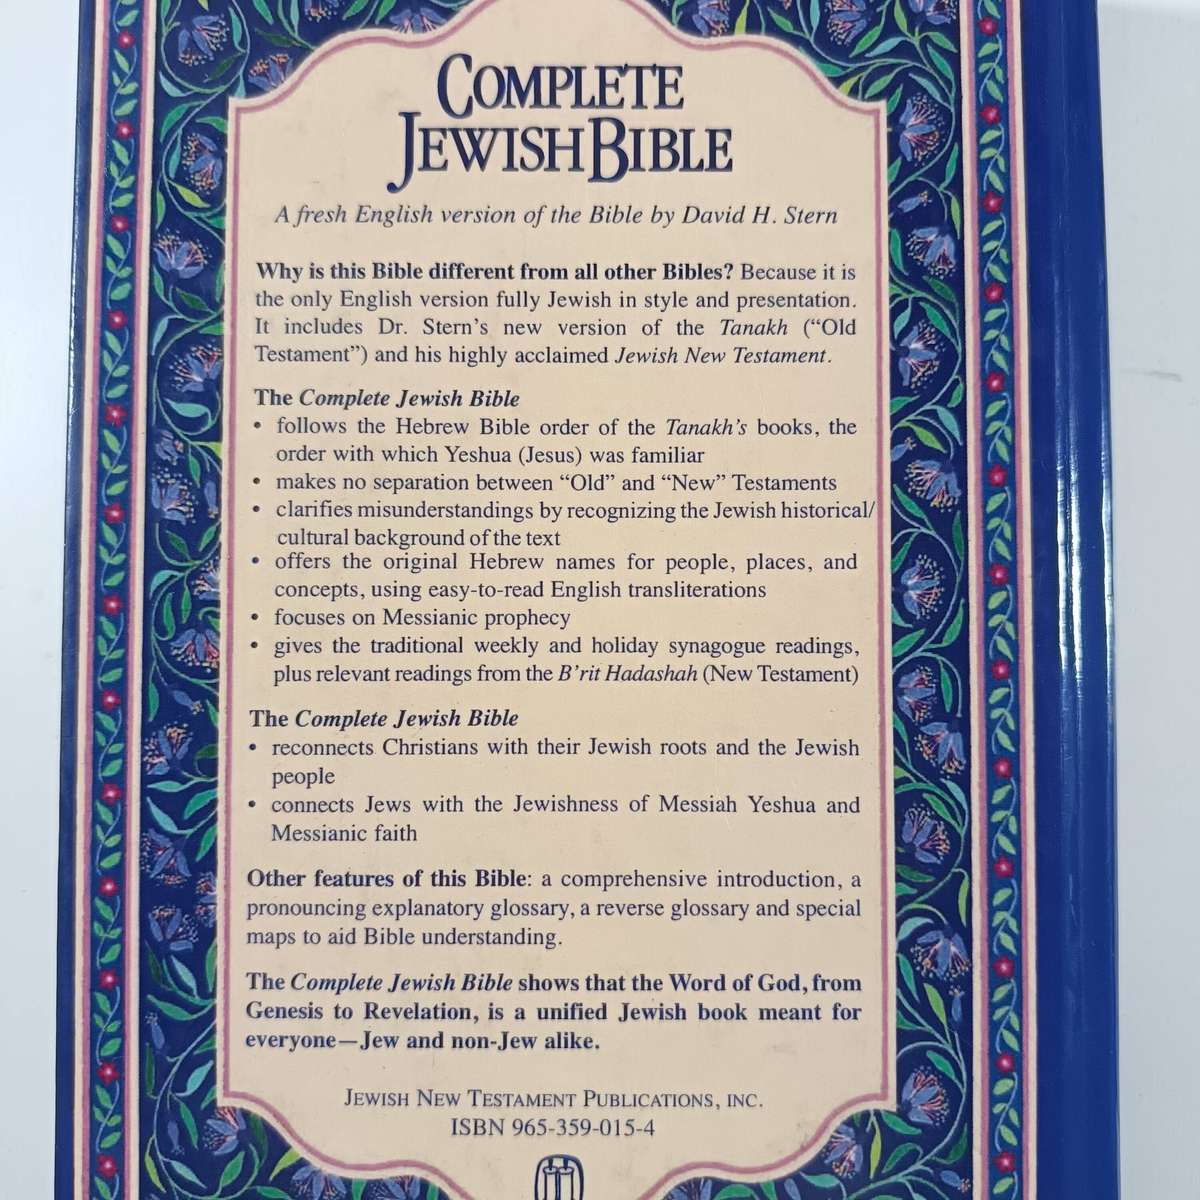 COMPLETE
JEWISH BIBLE
A fresh English version of the Bible by David H. Stern
Why is this Bible different from all other Bibles? Because it is
the only English version fully Jewish in style and presentation.
It includes Dr. Stern's new version of the Tanakh (“Old
Testament”) and his highly acclaimed Jewish New Testament.
The Complete Jewish Bible
• follows the Hebrew Bible order of the Tanakh's books, the
order with which Yeshua (Jesus) was familiar
• makes no separation between “Old” and “New” Testaments
• clarifies misunderstandings by recognizing the Jewish historical/
cultural background of the text
• offers the original Hebrew names for people, places, and
concepts, using easy-to-read English transliterations
• focuses on Messianic prophecy
• gives the traditional weekly and holiday synagogue readings,
plus relevant readings from the B'rit Hadashah (New Testament)
The Complete Jewish Bible
• reconnects Christians with their Jewish roots and the Jewish
people
• connects Jews with the Jewishness of Messiah Yeshua and
Messianic faith
Other features of this Bible: a comprehensive introduction, a
pronouncing explanatory glossary, a reverse glossary and special
maps to aid Bible understanding.
The Complete Jewish Bible shows that the Word of God, from
Genesis to Revelation, is a unified Jewish book meant for
everyone—Jew and non-Jew alike.
JEWISH NEW TESTAMENT PUBLICATIONS, INC.
ISBN 965-359-015-4